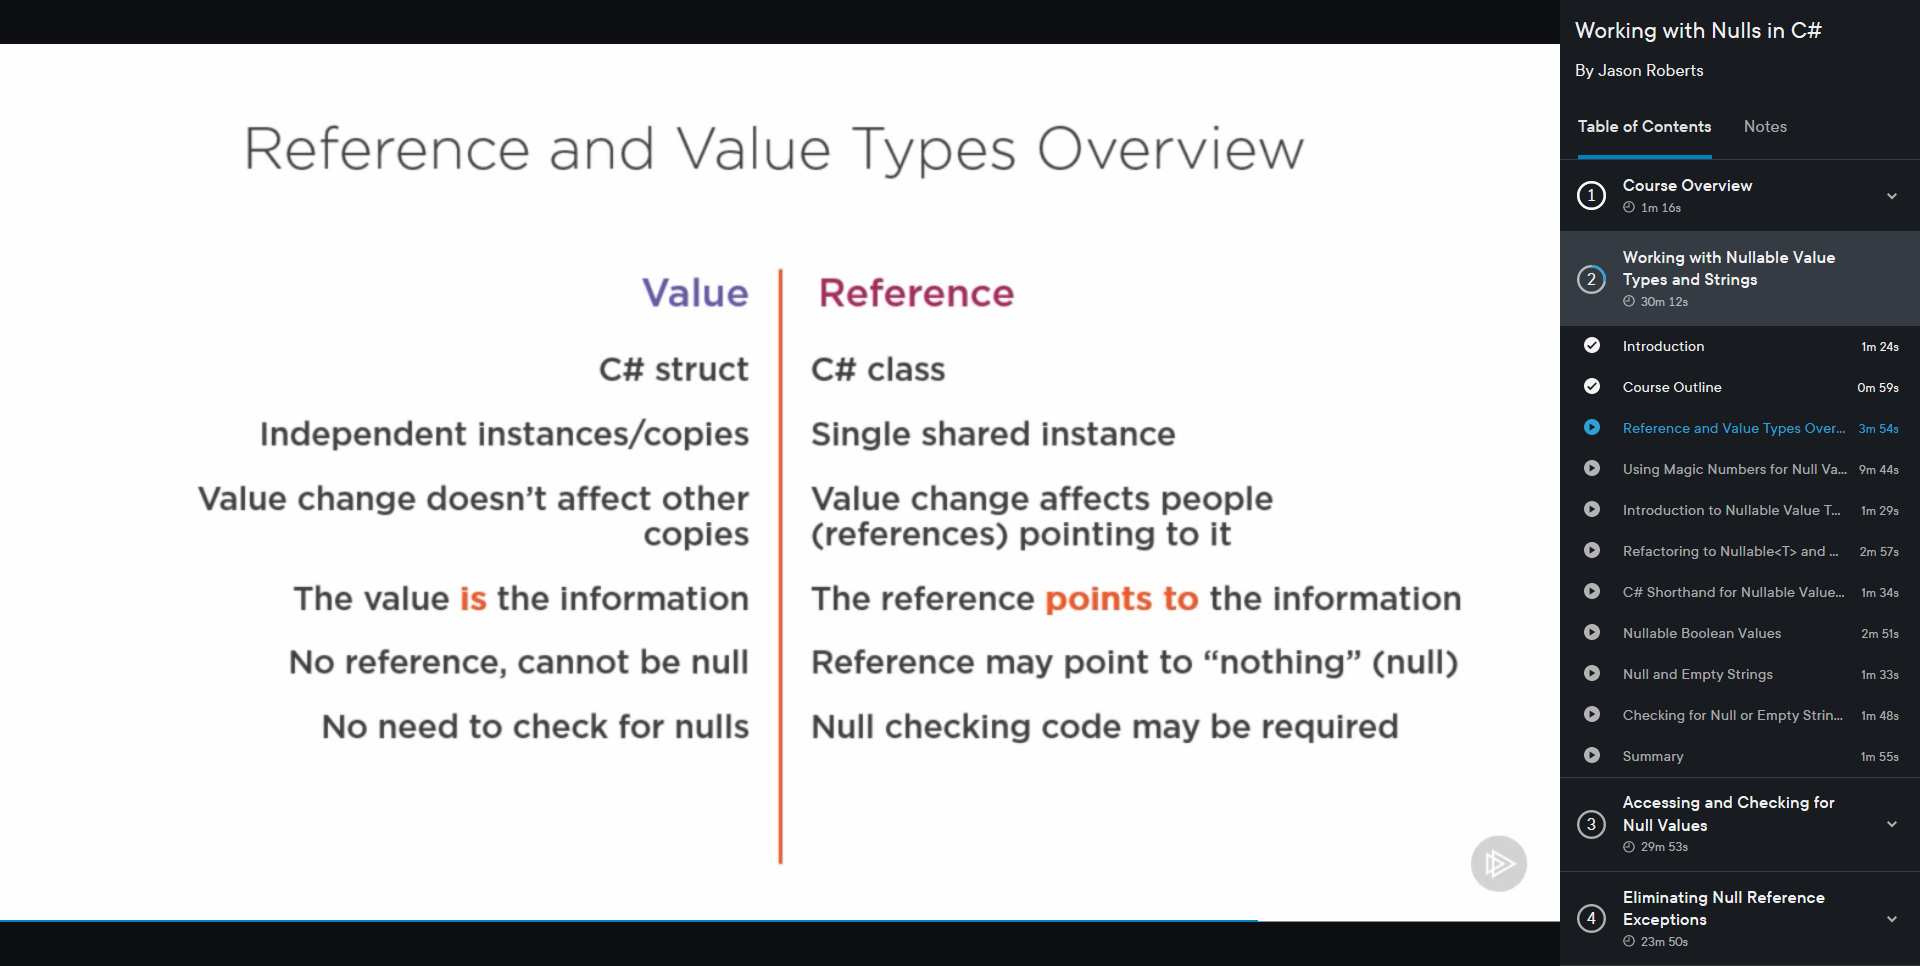 Reference and Value Types Overview
Value
Reference
C# struct
C# class
Independent instances/copies
Single shared instance
Value change doesn’t affect other
copies
Value change affects people
(references) pointing to it
The value is the information
The reference points to the information
No reference, cannot be null
Reference may point to “nothing” (null)
No need to check for nulls
Null checking code may be required
Working with Nulls in C#
By Jason Roberts
Table of Contents
Notes
1
Course Overview
1m 16s
2
Working with Nullable Value
Types and Strings
30m 12s
Introduction 1m 24s
Course Outline 0m 59s
Reference and Value Types Over... 3m 54s
Using Magic Numbers for Null Va... 9m 44s
Introduction to Nullable Value T... 1m 29s
Refactoring to Nullable<T> and ... 2m 57s
C# Shorthand for Nullable Value... 1m 34s
Nullable Boolean Values 2m 51s
Null and Empty Strings 1m 33s
Checking for Null or Empty Strin... 1m 48s
Summary 1m 55s
3
Accessing and Checking for
Null Values
29m 53s
4
Eliminating Null Reference
Exceptions
23m 50s